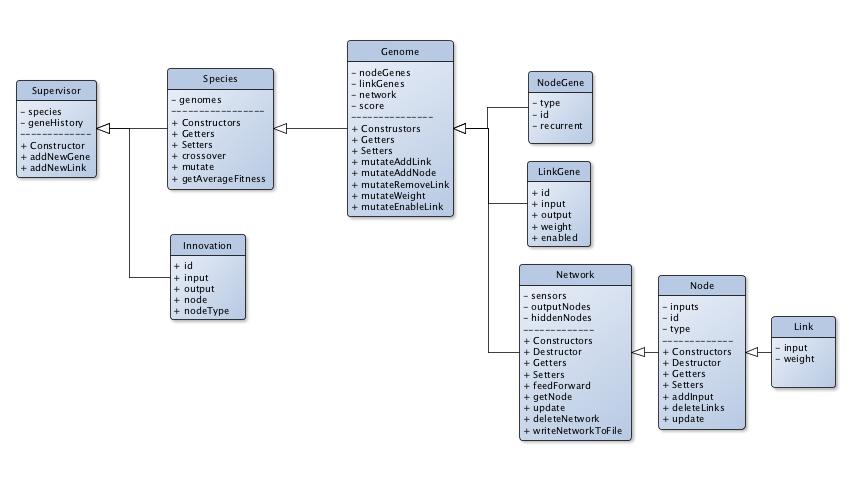 Supervisor
– species
– geneHistory
– – – – – – – – – – – –
+ Constructor
+ addNewGene
+ addNewLink
Species
– genomes
– – – – – – – – – – – – – – – –
+ Constructors
+ Getters
+ Setters
+ crossover
+ mutate
+ getAverageFitness
Innovation
+ id
+ input
+ output
+ node
+ nodeType
Genome
– nodeGenes
– linkGenes
– network
– score
– – – – – – – – – – – – – –
+ Construstors
+ Getters
+ Setters
+ mutateAddLink
+ mutateAddNode
+ mutateRemoveLink
+ mutateWeight
+ mutateEnableLink
NodeGene
– type
– id
– recurrent
LinkGene
+ id
+ input
+ output
+ weight
+ enabled
Network
– sensors
– outputNodes
– hiddenNodes
– – – – – – – – – – – –
+ Constructors
+ Destructor
+ Getters
+ Setters
+ feedForward
+ getNode
+ update
+ deleteNetwork
+ writeNetworkToFile
Node
– inputs
– id
– type
– – – – – – – – – – – –
+ Constructors
+ Destructor
+ Getters
+ Setters
+ addInput
+ deleteLinks
+ update
Link
– input
– weight